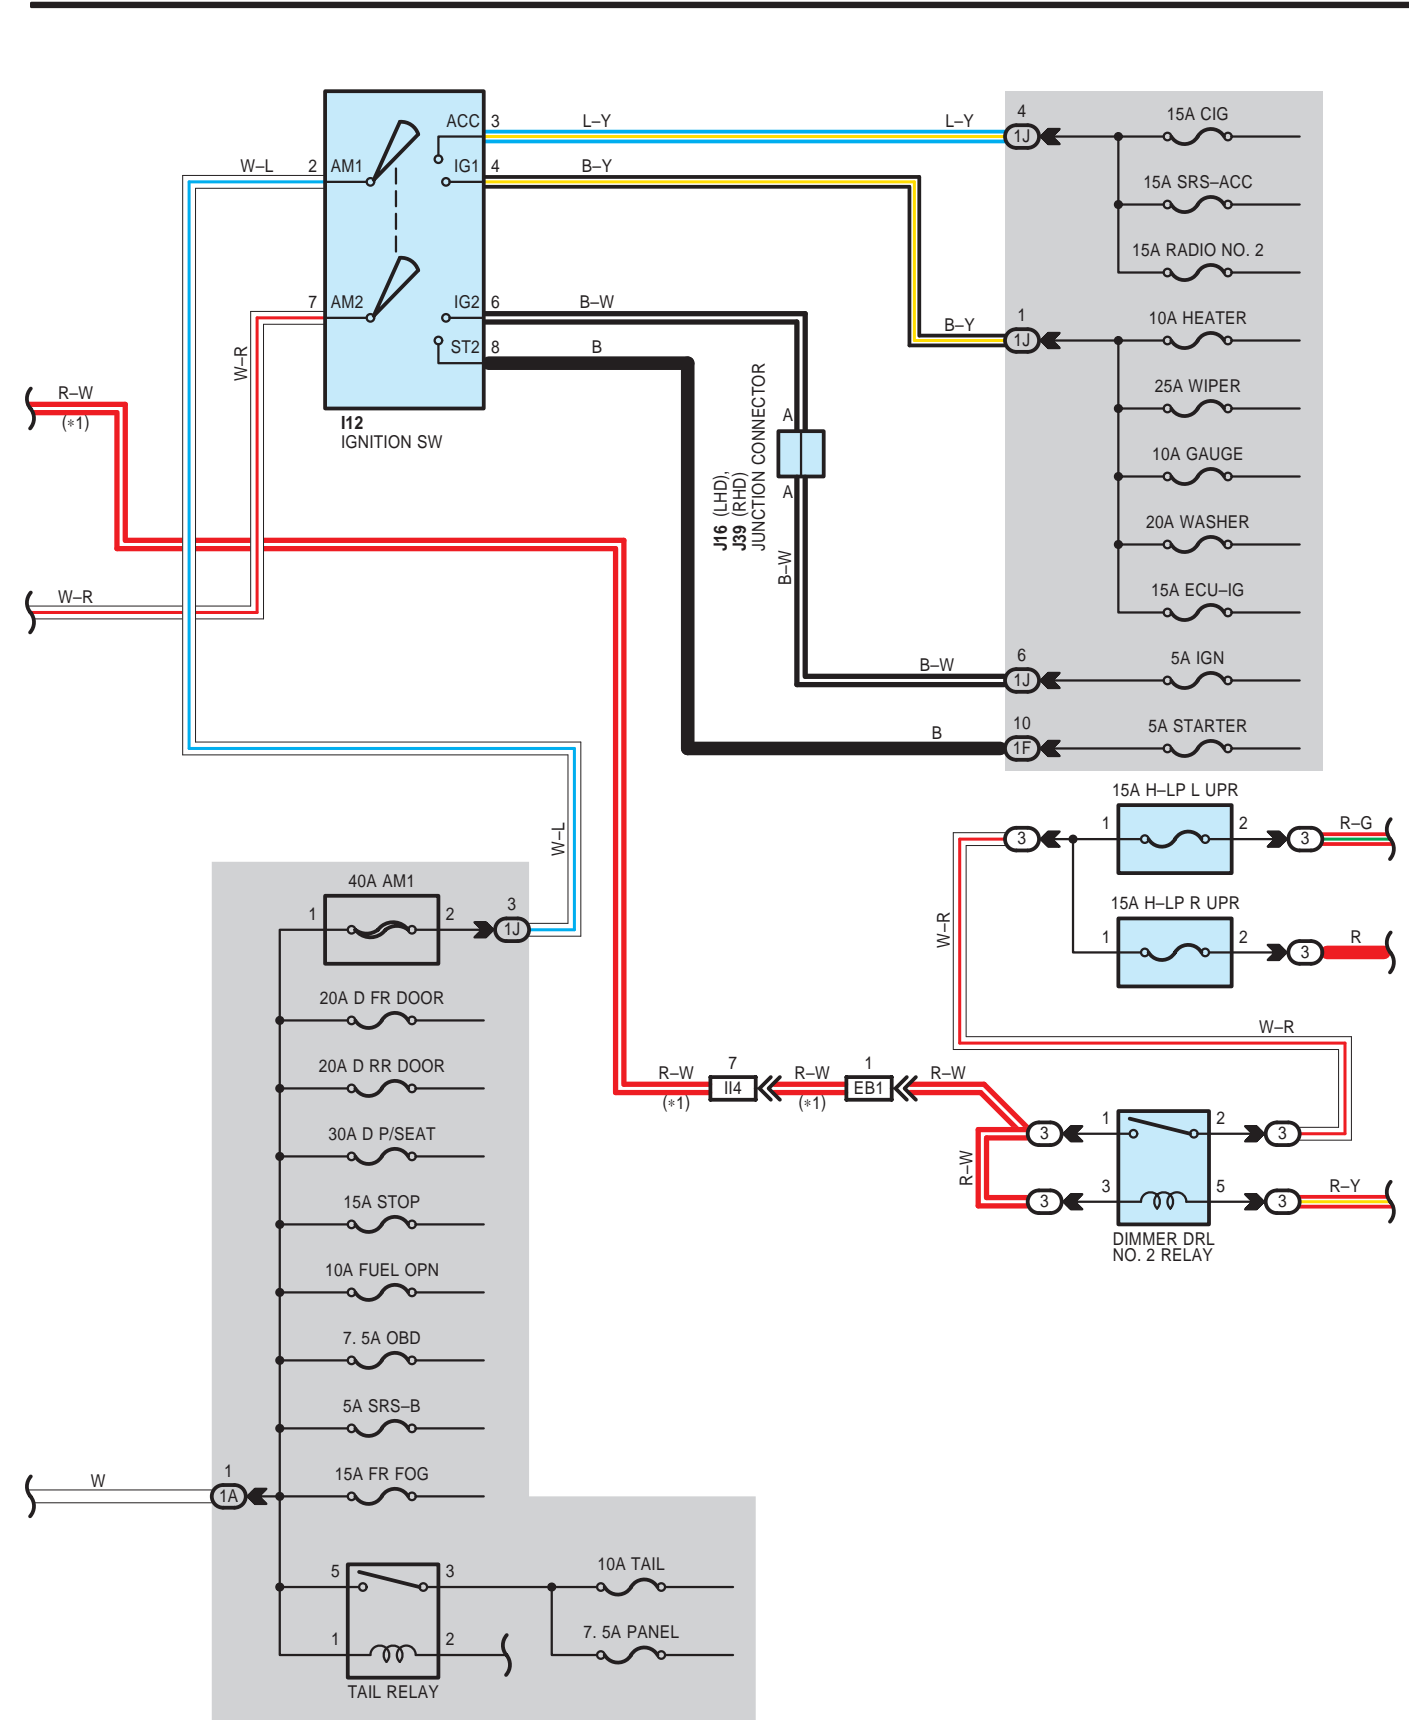 4
15A CIG
ACC 3
L–Y
L–Y
1J
W–L
2 AM1
IG1 4
B–Y
15A SRS–ACC
15A RADIO NO. 2
7 AM2
IG2 6
B–W
1
10A HEATER
B–Y
1J
ST2 8
B
W–R
R–W
(*1)
I12
IGNITION SW
25A WIPER
A
J16 (LHD),
J39 (RHD)
JUNCTION CONNECTOR
A
10A GAUGE
20A WASHER
B–W
W–R
15A ECU–IG
6
5A IGN
B–W
1J
10
5A STARTER
B
1F
15A H–LP L UPR
W–L
3
1
2
3
R–G
40A AM1
1
2
3
1J
15A H–LP R UPR
W–R
1
2
3
R
20A D FR DOOR
W–R
20A D RR DOOR
7
1
R–W
(*1)
II4
R–W
(*1)
EB1
R–W
30A D P/SEAT
3
1
2
3
R–W
15A STOP
3
3
5
3
R–Y
DIMMER DRL
NO. 2 RELAY
10A FUEL OPN
7. 5A OBD
5A SRS–B
W
1
1A
15A FR FOG
5
3
10A TAIL
1
2
7. 5A PANEL
TAIL RELAY